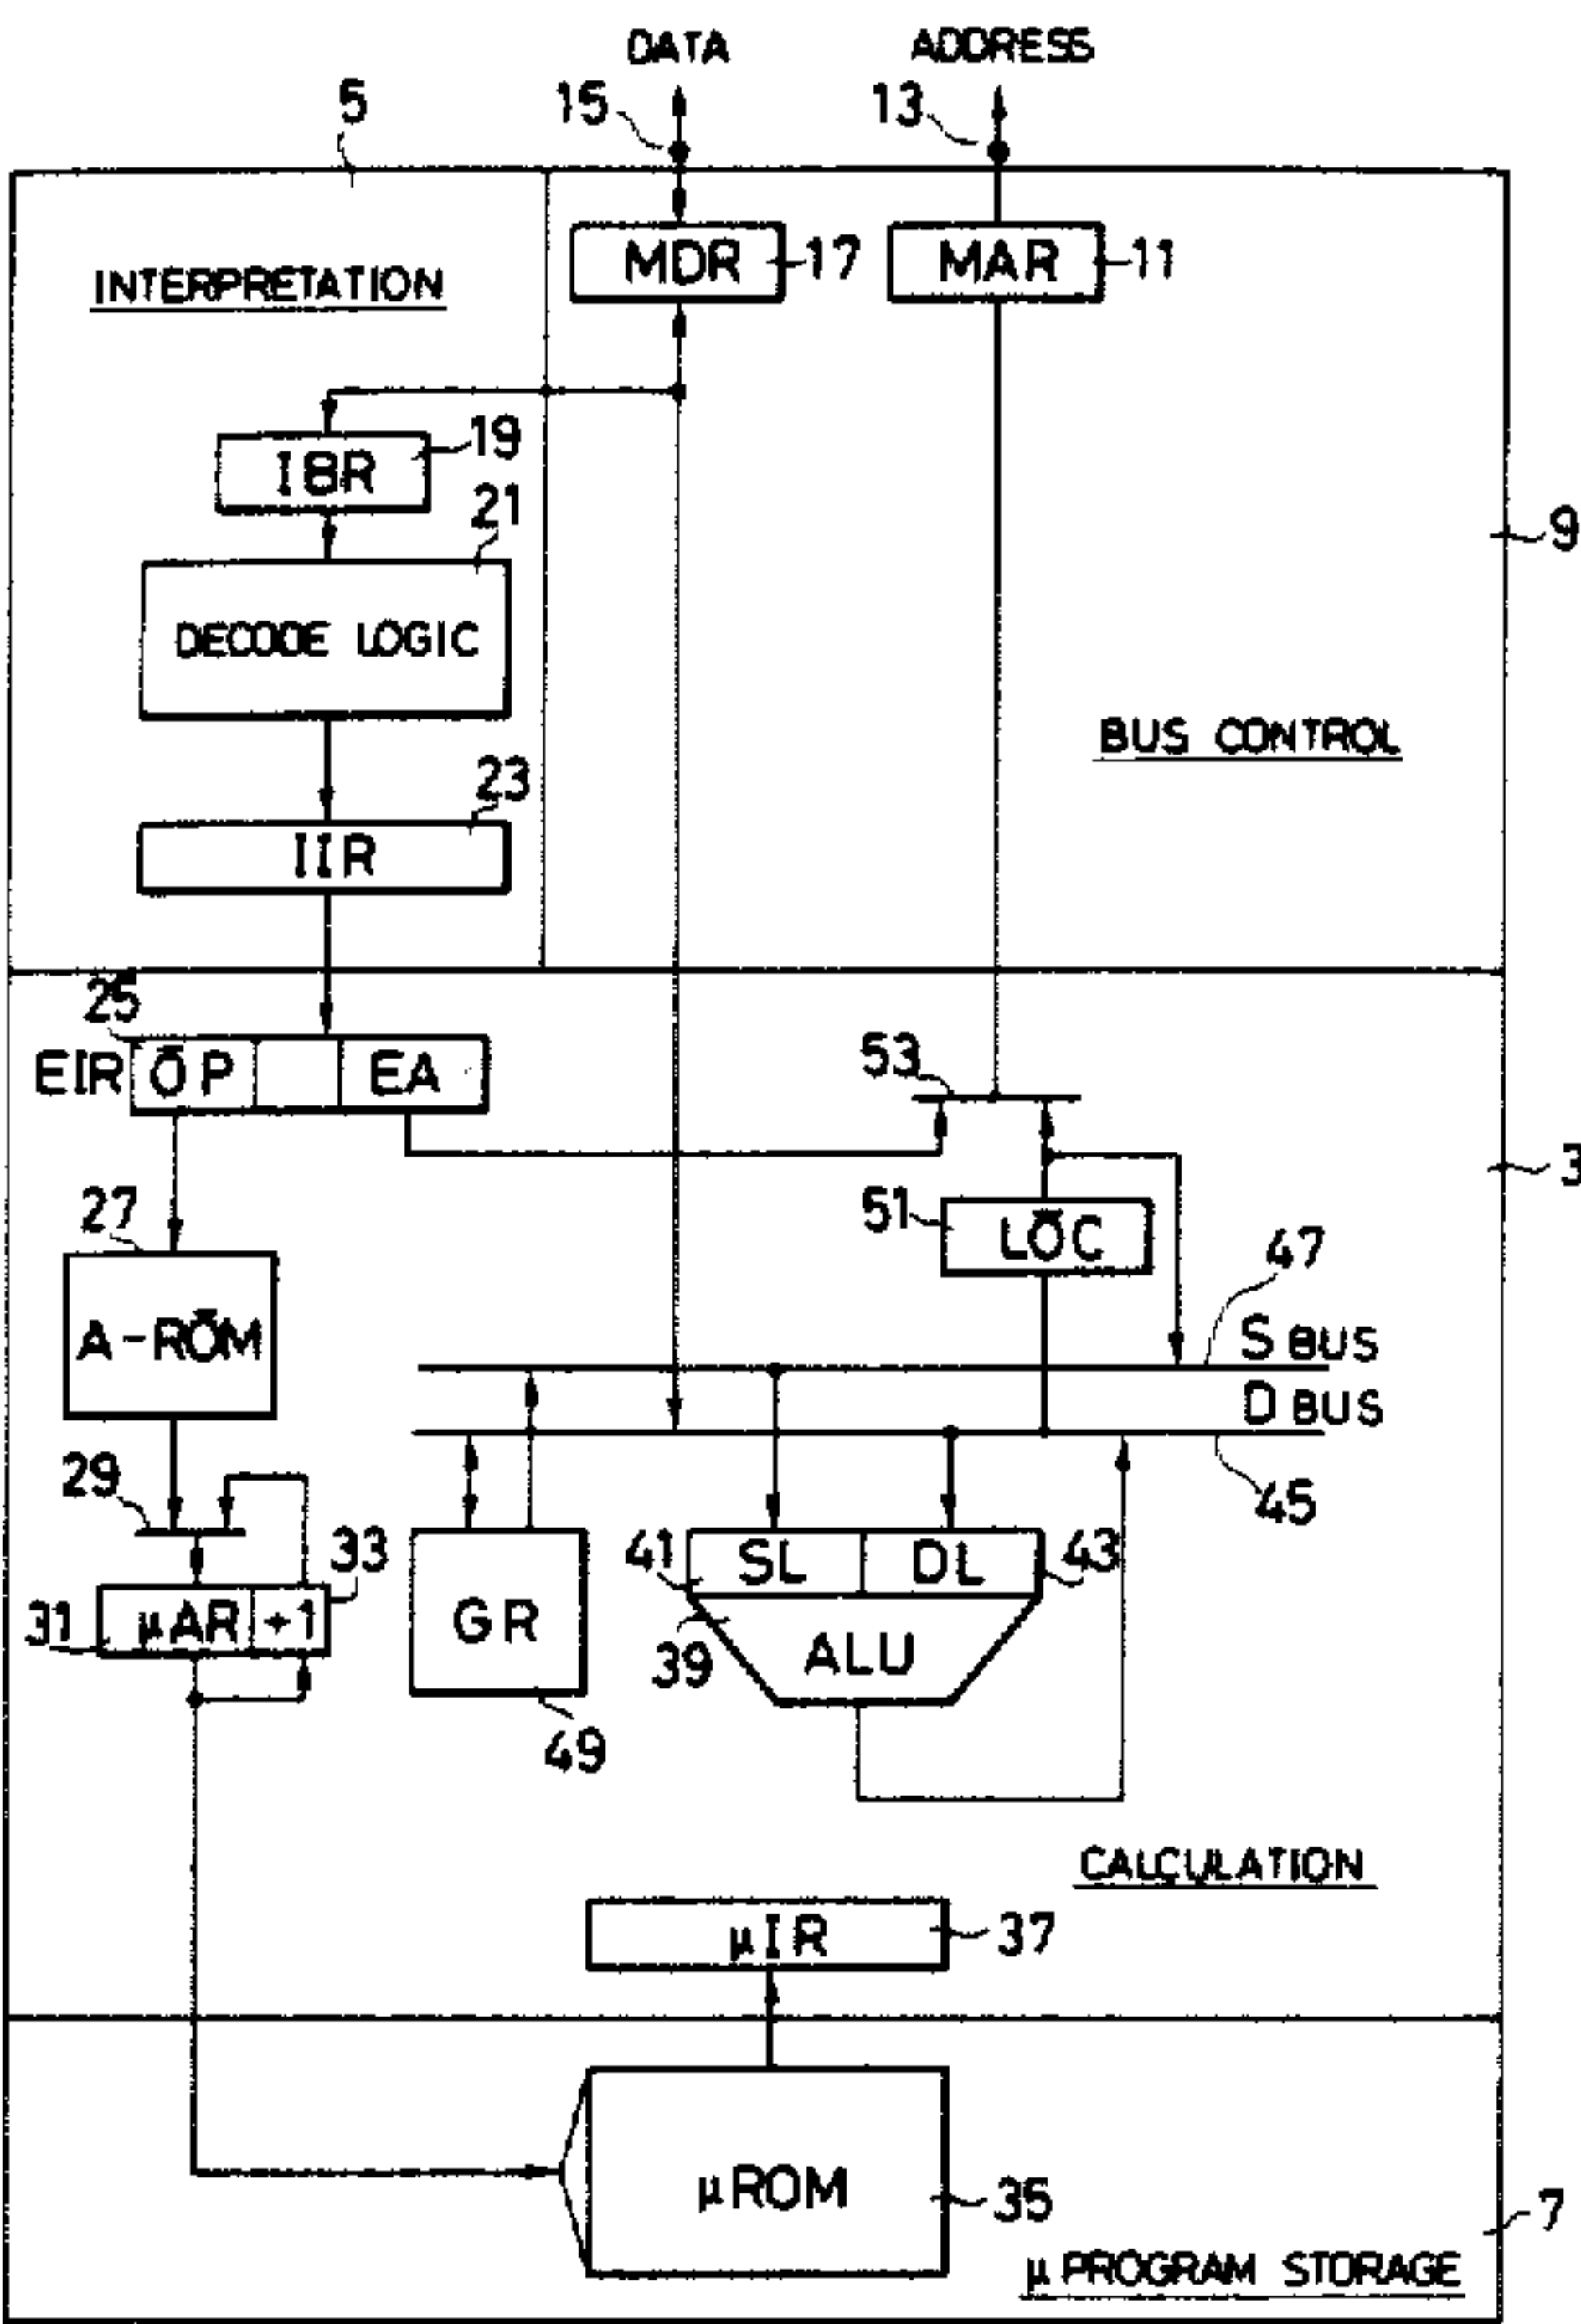 DATA ADDRESS
5 15 13
MDR 17 MAR 11
INTERPRETATION
IBR 19
21
9
DECODE LOGIC
BUS CONTROL
23
IIR
25
EIR OP EA
53
3
27
51 LOC
47
A-ROM
S BUS
D BUS
29
45
33
41 SL DL 43
31 μAR +1
GR
39 ALU
49
CALCULATION
μIR 37
μROM 35
7
μ PROGRAM STORAGE